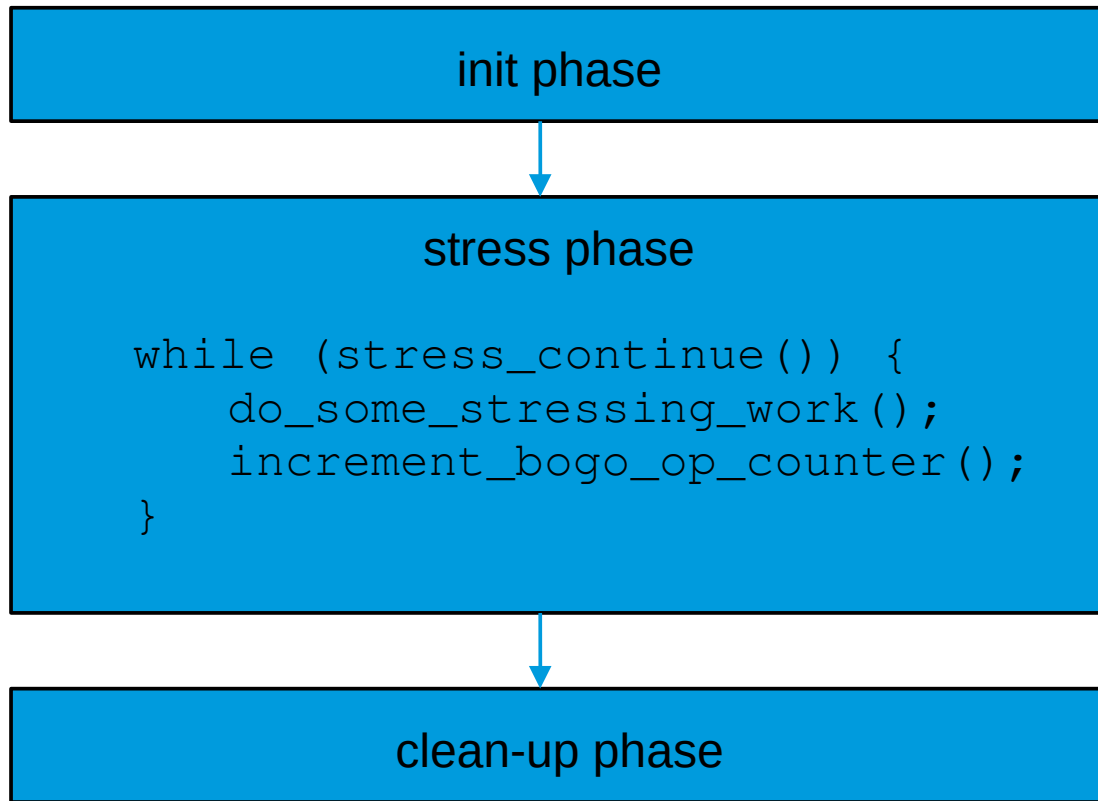 init phase
stress phase
while (stress_continue()) {
do_some_stressing_work();
increment_bogo_op_counter();
}
clean-up phase